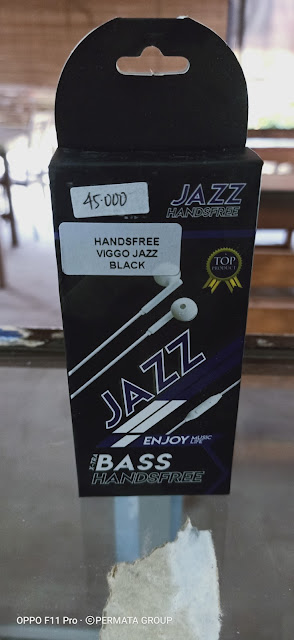 45.000
JAZZ
HANDSFREE
HANDSFREE
ViGGO JAZZ
BLACK
TOP
PRODUCT
JAZZ
ENJOY MUSIC LIFE
X-TRA BASS
HANDSFREE
OPPO F11 Pro · ©PERMATA GROUP